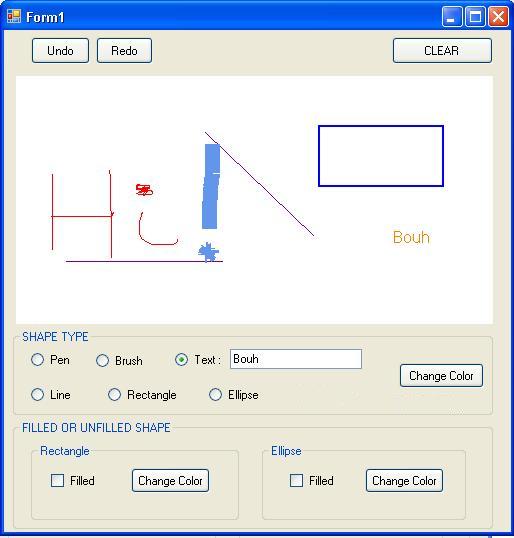 Form1
Undo Redo CLEAR
Hi!
Bouh
SHAPE TYPE
Pen Brush Text : Bouh
Change Color
Line Rectangle Ellipse
FILLED OR UNFILLED SHAPE
Rectangle Ellipse
Filled Change Color Filled Change Color